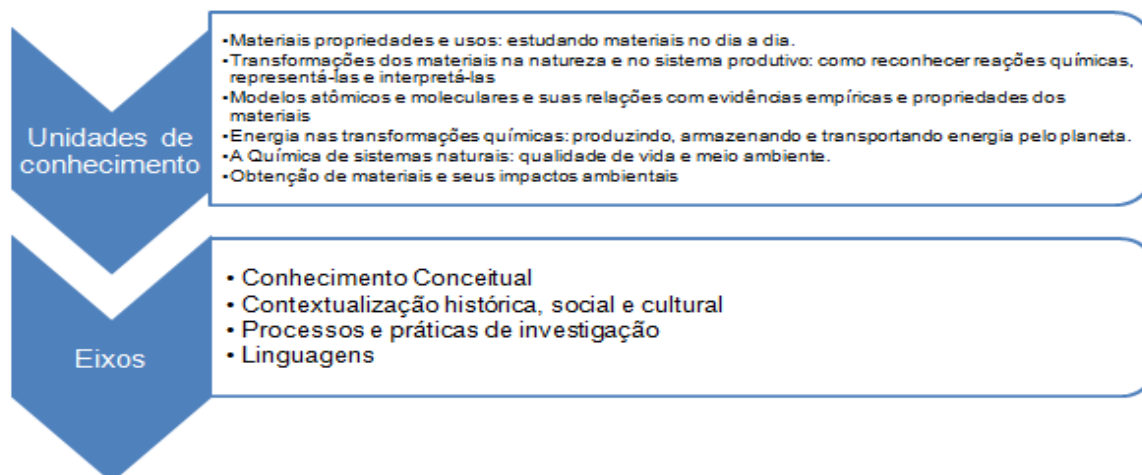 Unidades de
conhecimento
•Materiais propriedades e usos: estudando materiais no dia a dia.
•Transformações dos materiais na natureza e no sistema produtivo: como reconhecer reações químicas,
representá-las e interpretá-las
•Modelos atômicos e moleculares e suas relações com evidências empíricas e propriedades dos
materiais
•Energia nas transformações químicas: produzindo, armazenando e transportando energia pelo planeta.
•A Química de sistemas naturais: qualidade de vida e meio ambiente.
•Obtenção de materiais e seus impactos ambientais
Eixos
• Conhecimento Conceitual
• Contextualização histórica, social e cultural
• Processos e práticas de investigação
• Linguagens